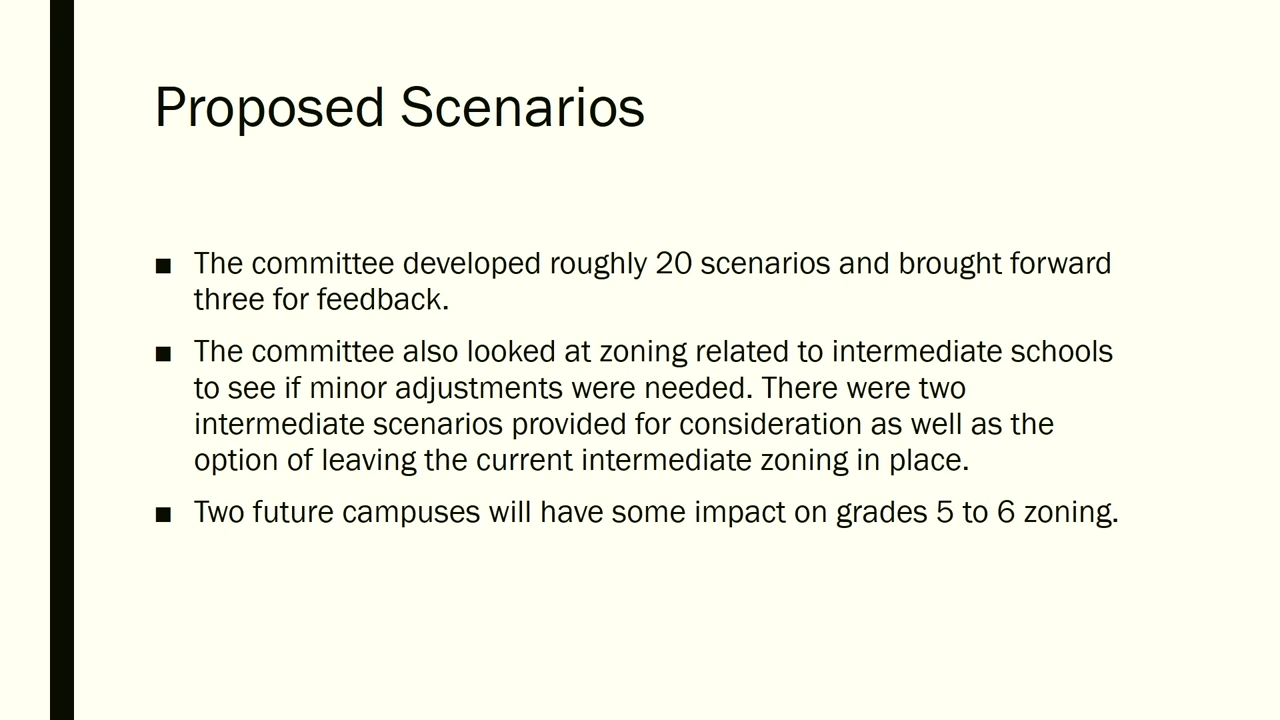 Proposed Scenarios
■ The committee developed roughly 20 scenarios and brought forward
three for feedback.
■ The committee also looked at zoning related to intermediate schools
to see if minor adjustments were needed. There were two
intermediate scenarios provided for consideration as well as the
option of leaving the current intermediate zoning in place.
■ Two future campuses will have some impact on grades 5 to 6 zoning.